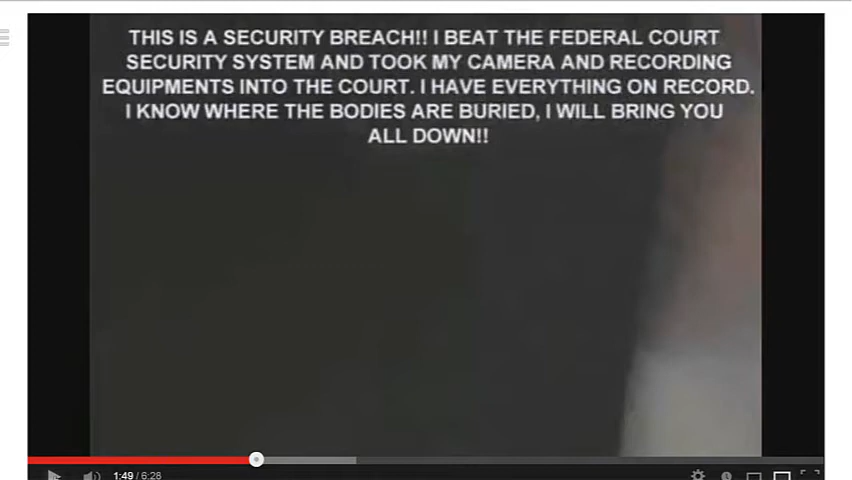 THIS IS A SECURITY BREACH!! I BEAT THE FEDERAL COURT
SECURITY SYSTEM AND TOOK MY CAMERA AND RECORDING
EQUIPMENTS INTO THE COURT. I HAVE EVERYTHING ON RECORD.
I KNOW WHERE THE BODIES ARE BURIED, I WILL BRING YOU
ALL DOWN!!
1:49 / 6:28